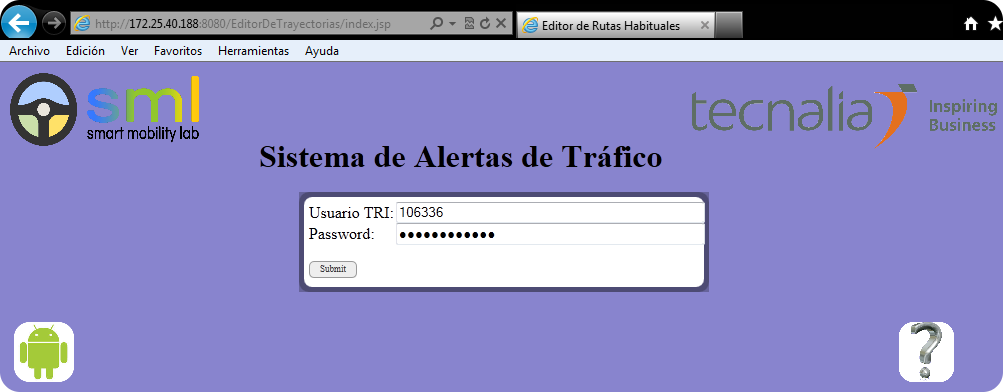 http://172.25.40.188:8080/EditorDeTrayectorias/index.jsp
Editor de Rutas Habituales
Archivo Edición Ver Favoritos Herramientas Ayuda
sml
smart mobility lab
tecnalia Inspiring
Business
Sistema de Alertas de Tráfico
Usuario TRI: 106336
Password: ●●●●●●●●●●●●
Submit
?